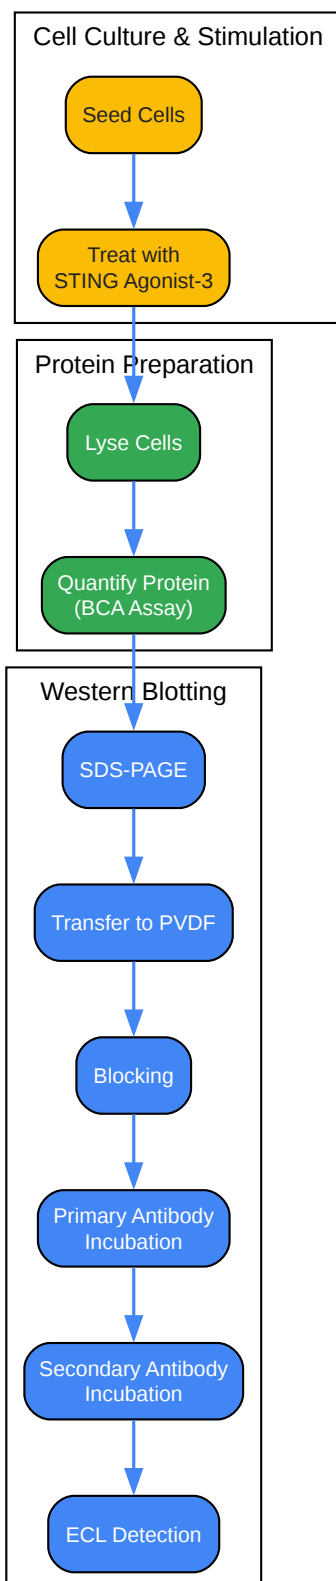 Cell Culture & Stimulation
Seed Cells
Treat with
STING Agonist-3
Protein Preparation
Lyse Cells
Quantify Protein
(BCA Assay)
Western Blotting
SDS-PAGE
Transfer to PVDF
Blocking
Primary Antibody
Incubation
Secondary Antibody
Incubation
ECL Detection